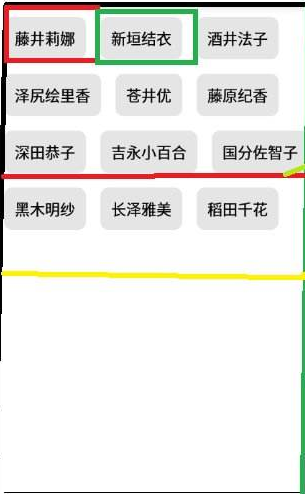 藤井莉娜 新垣结衣 酒井法子
泽尻绘里香 苍井优 藤原纪香
深田恭子 吉永小百合 国分佐智子
黑木明纱 长泽雅美 稻田千花